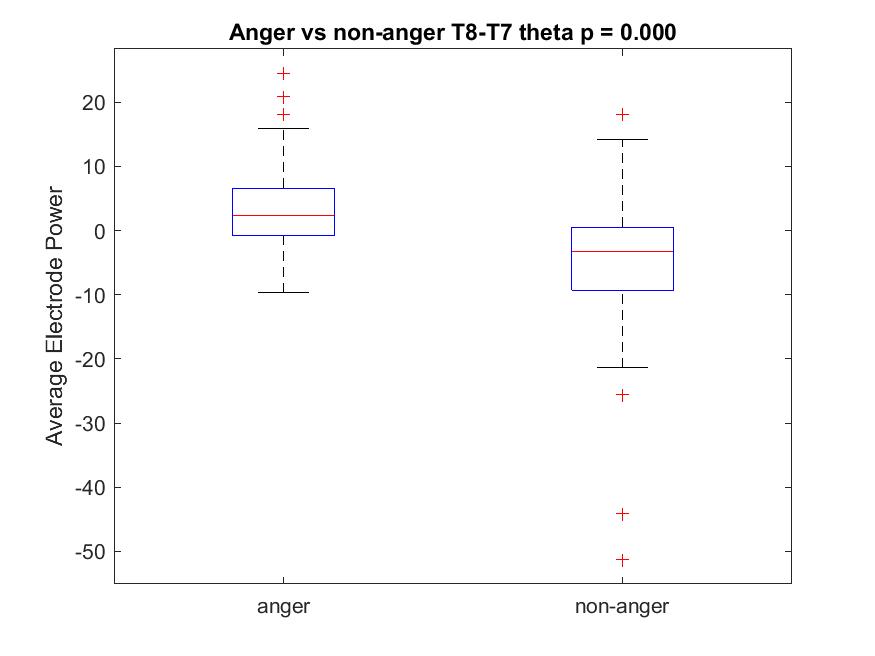 Anger vs non-anger T8-T7 theta p = 0.000
Average Electrode Power
20
10
0
-10
-20
-30
-40
-50
anger
non-anger